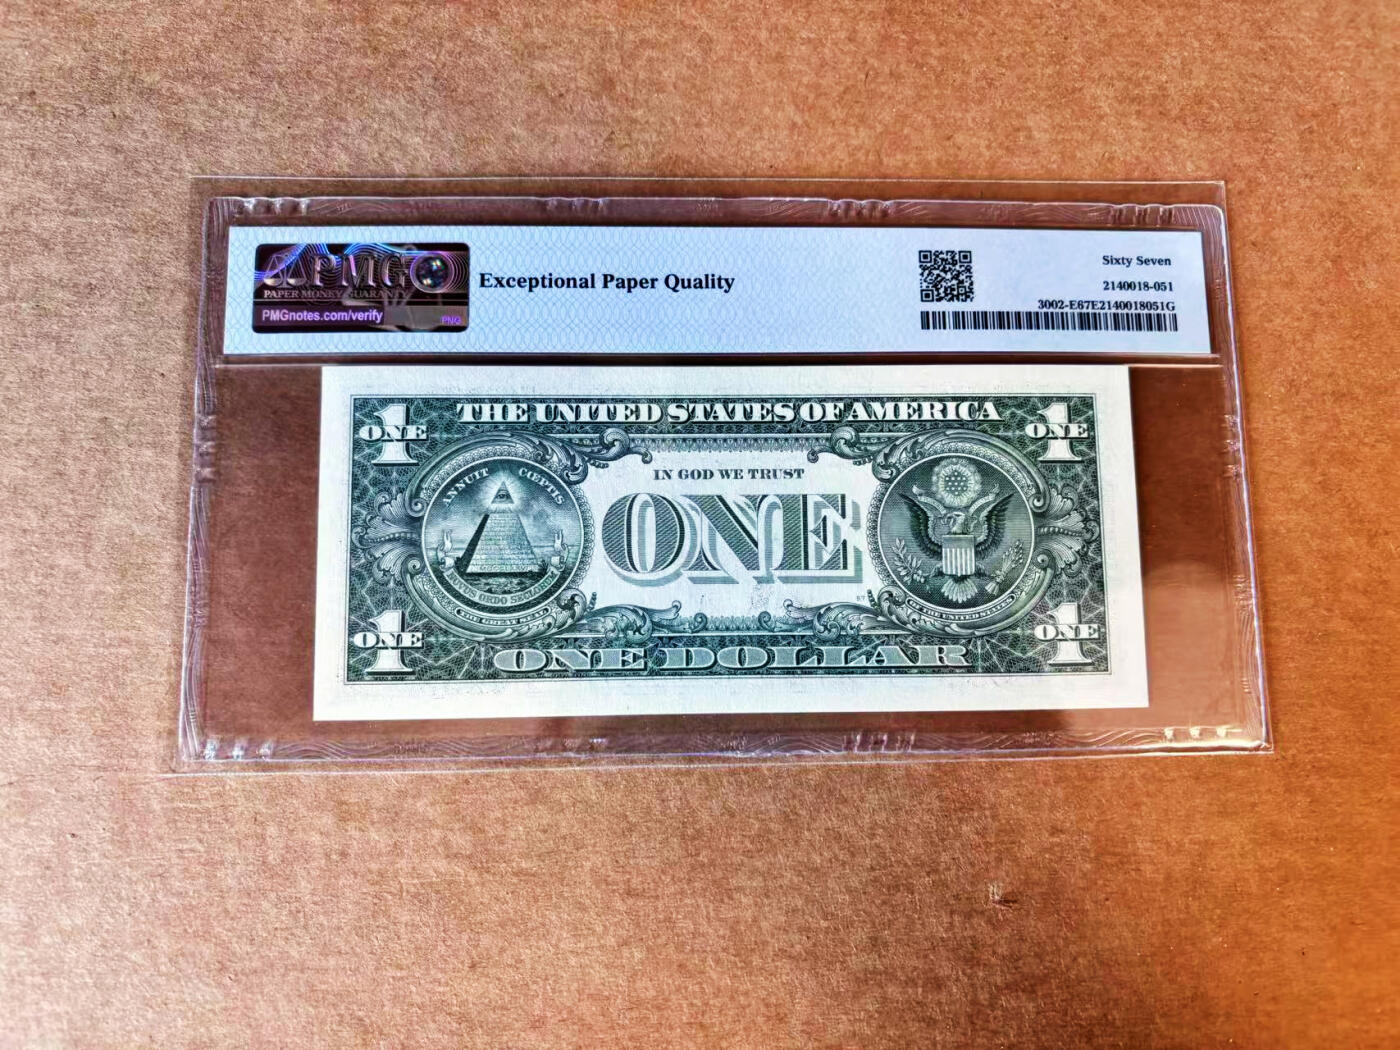 PMG
PAPER MONEY GUARANTY
PMGnotes.com/verify
PNG
Exceptional Paper Quality
Sixty Seven
2140018-051
3002-E67E2140018051G
THE UNITED STATES OF AMERICA
1
ONE
1
ONE
IN GOD WE TRUST
ANNUIT CŒPTIS
ONE
NOVUS ORDO SECLORUM
THE GREAT SEAL
OF THE UNITED STATES
1
ONE
1
ONE
ONE DOLLAR